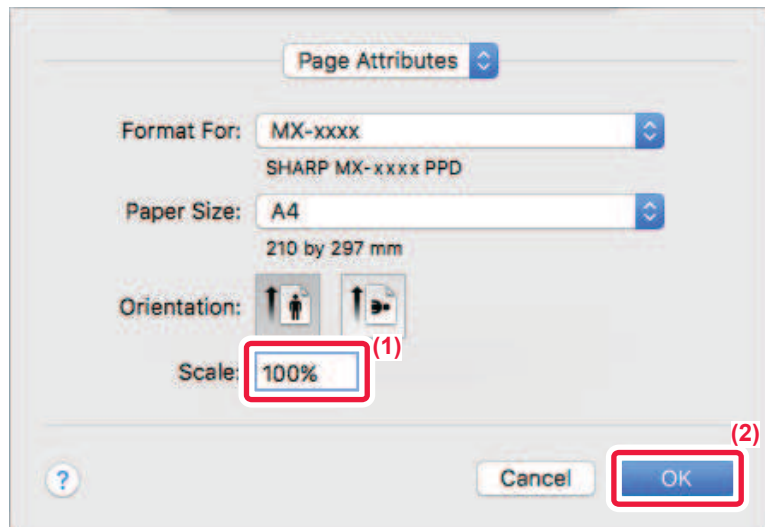 Page Attributes
Format For: MX-xxxx
SHARP MX-xxxx PPD
Paper Size: A4
210 by 297 mm
Orientation:
(1)
Scale: 100%
(2)
? Cancel OK